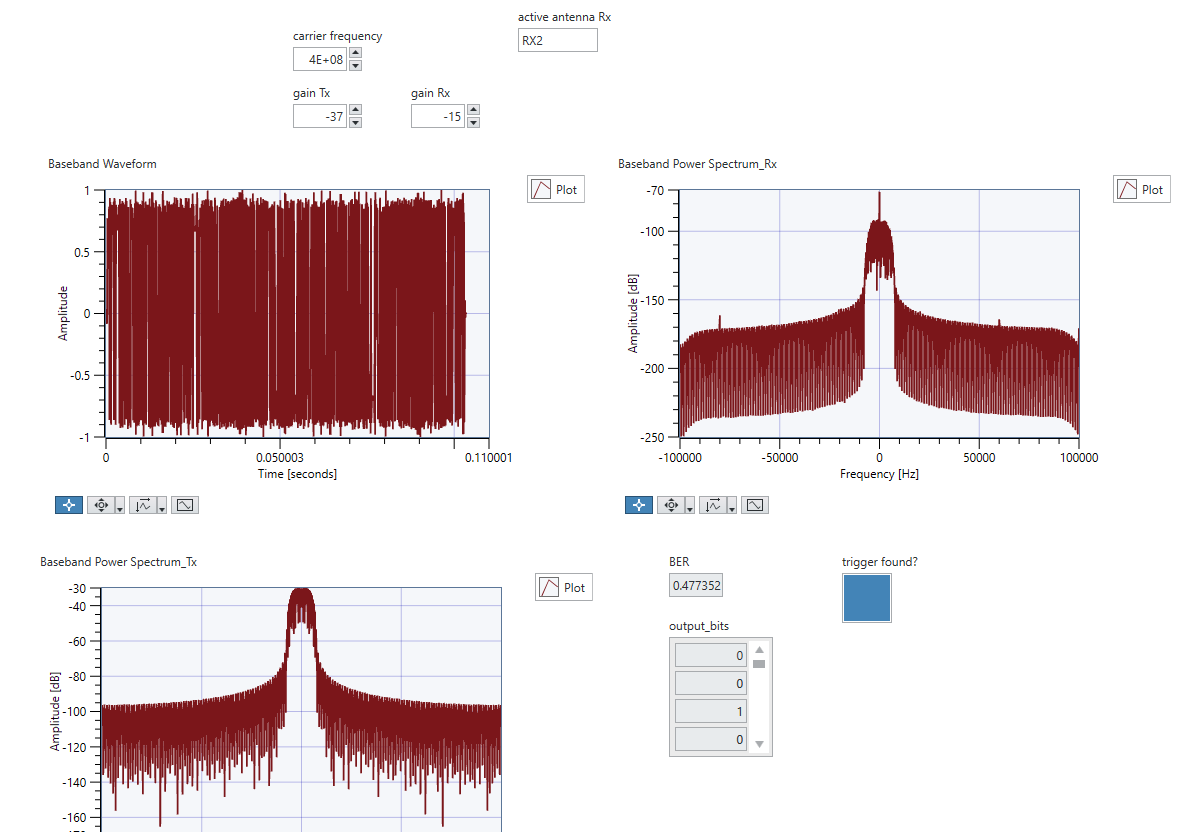 active antenna Rx
RX2
carrier frequency
4E+08
gain Tx
-37
gain Rx
-15
Baseband Waveform
Plot
1
0.5
0
-0.5
-1
Amplitude
0
0.050003
0.110001
Time [seconds]
Baseband Power Spectrum_Rx
Plot
-70
-100
-150
-200
-250
Amplitude [dB]
-100000
-50000
0
50000
100000
Frequency [Hz]
Baseband Power Spectrum_Tx
Plot
-30
-40
-60
-80
-100
-120
-140
-160
Amplitude [dB]
BER
0.477352
trigger found?
output_bits
0
0
1
0